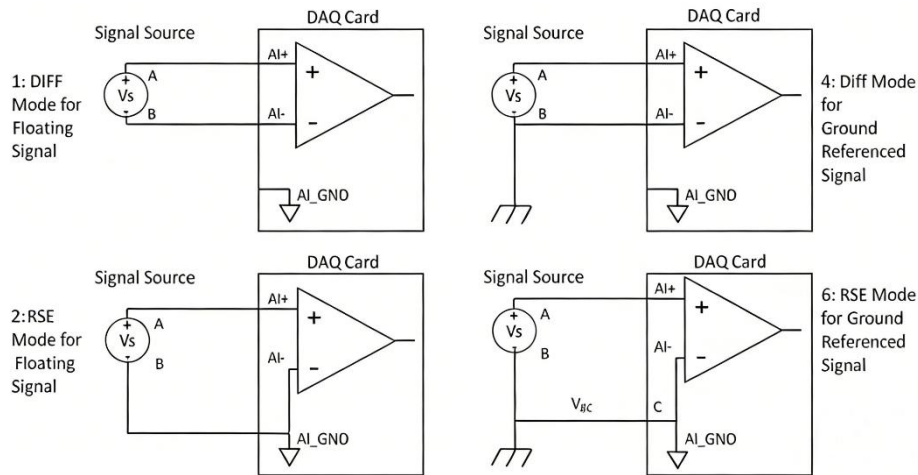 DAQ Card
Signal Source
1: DIFF
Mode for
Floating
Signal
A
+
Vs
-
B
AI+
+
AI-
−
AI_GND
DAQ Card
Signal Source
A
+
Vs
-
B
AI+
+
AI-
−
AI_GND
4: Diff Mode
for
Ground
Referenced
Signal
DAQ Card
Signal Source
2:RSE
Mode for
Floating
Signal
A
+
Vs
-
B
AI+
+
AI-
−
AI_GND
DAQ Card
Signal Source
A
+
Vs
-
B
AI+
+
AI-
−
C
AI_GND
6: RSE Mode
for Ground
Referenced
Signal